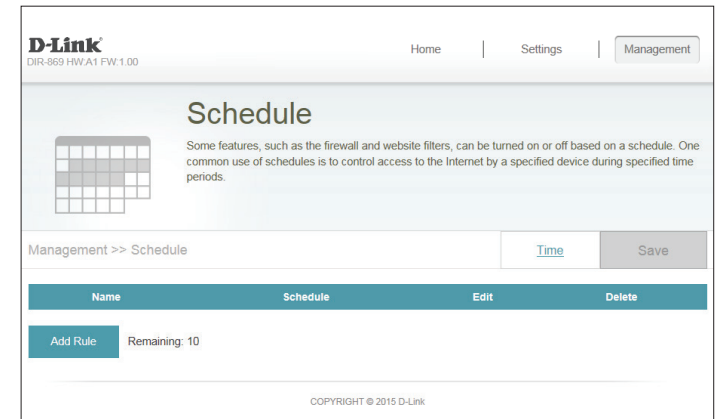 D-Link
DIR-869 HW:A1 FW:1.00
Home
Settings
Management
Schedule
Some features, such as the firewall and website filters, can be turned on or off based on a schedule. One
common use of schedules is to control access to the Internet by a specified device during specified time
periods.
Management >> Schedule
Time
Save
Name Schedule Edit Delete
Add Rule
Remaining: 10
COPYRIGHT © 2015 D-Link